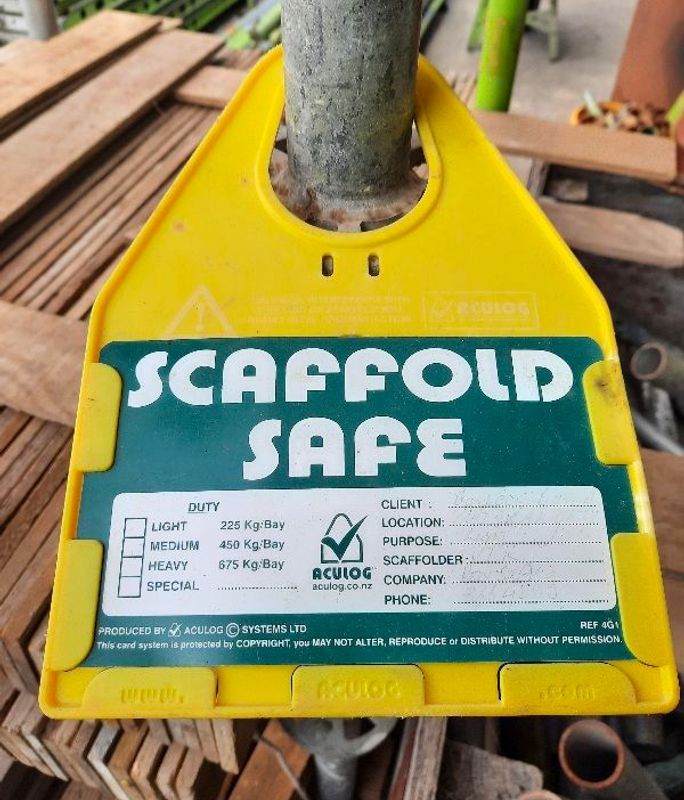 ACULOG
SCAFFOLD
SAFE
DUTY
LIGHT 225 Kg/Bay
MEDIUM 450 Kg/Bay
HEAVY 675 Kg/Bay
SPECIAL
ACULOG
aculog.co.nz
CLIENT :
LOCATION:
PURPOSE:
SCAFFOLDER :
COMPANY:
PHONE:
PRODUCED BY ACULOG © SYSTEMS LTD
REF 4G1
This card system is protected by COPYRIGHT, you MAY NOT ALTER, REPRODUCE or DISTRIBUTE WITHOUT PERMISSION.
www. ACULOG .com